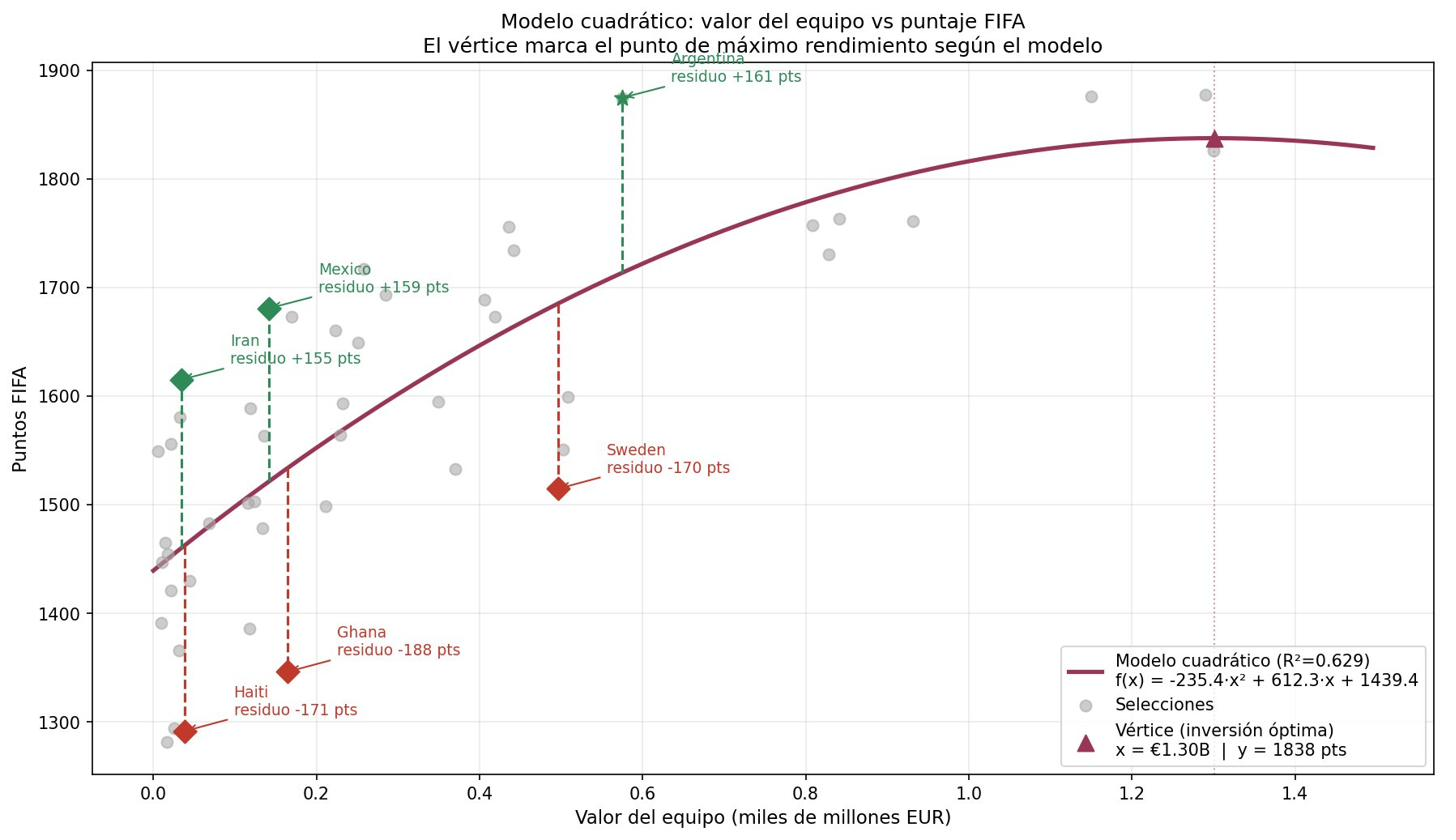 Modelo cuadrático: valor del equipo vs puntaje FIFA
El vértice marca el punto de máximo rendimiento según el modelo
Argentina
residuo +161 pts
Mexico
residuo +159 pts
Iran
residuo +155 pts
Sweden
residuo -170 pts
Ghana
residuo -188 pts
Haiti
residuo -171 pts
Puntos FIFA
1900
1800
1700
1600
1500
1400
1300
0.0 0.2 0.4 0.6 0.8 1.0 1.2 1.4
Valor del equipo (miles de millones EUR)
Modelo cuadrático (R²=0.629)
f(x) = -235.4·x² + 612.3·x + 1439.4
Selecciones
Vértice (inversión óptima)
x = €1.30B | y = 1838 pts